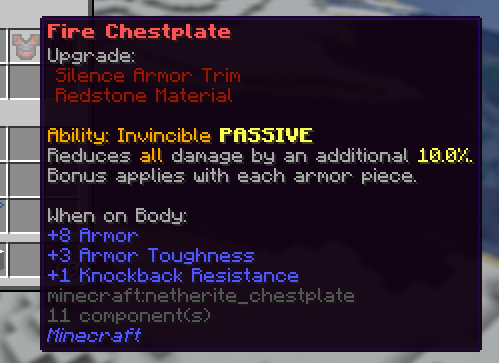 Fire Chestplate
Upgrade:
Silence Armor Trim
Redstone Material
Ability: Invincible PASSIVE
Reduces all damage by an additional 10.0%.
Bonus applies with each armor piece.
When on Body:
+8 Armor
+3 Armor Toughness
+1 Knockback Resistance
minecraft:netherite_chestplate
11 component(s)
Minecraft